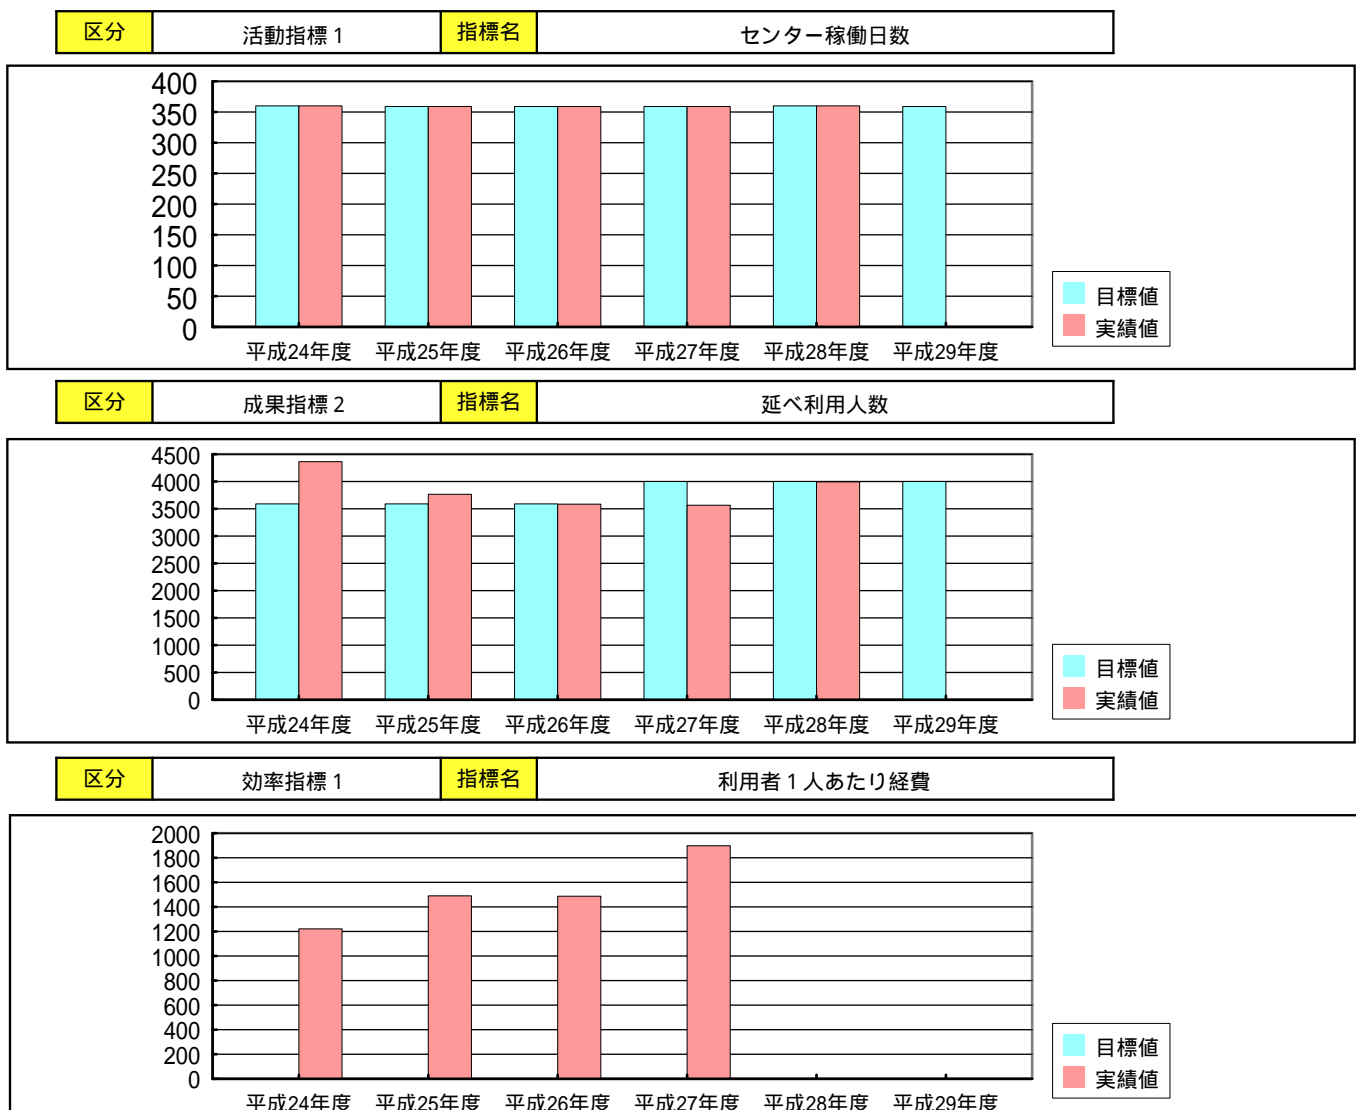 区分 活動指標1 指標名 センター稼働日数
400
350
300
250
200
150
100
50
0
平成24年度 平成25年度 平成26年度 平成27年度 平成28年度 平成29年度
目標値
実績値
区分 成果指標2 指標名 延べ利用人数
4500
4000
3500
3000
2500
2000
1500
1000
500
0
平成24年度 平成25年度 平成26年度 平成27年度 平成28年度 平成29年度
目標値
実績値
区分 効率指標1 指標名 利用者1人あたり経費
2000
1800
1600
1400
1200
1000
800
600
400
200
0
平成24年度 平成25年度 平成26年度 平成27年度 平成28年度 平成29年度
目標値
実績値